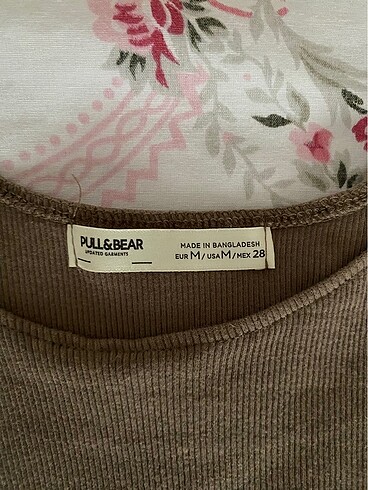 PULL&BEAR
UPDATED GARMENTS
MADE IN BANGLADESH
EUR M/USA M/MEX 28